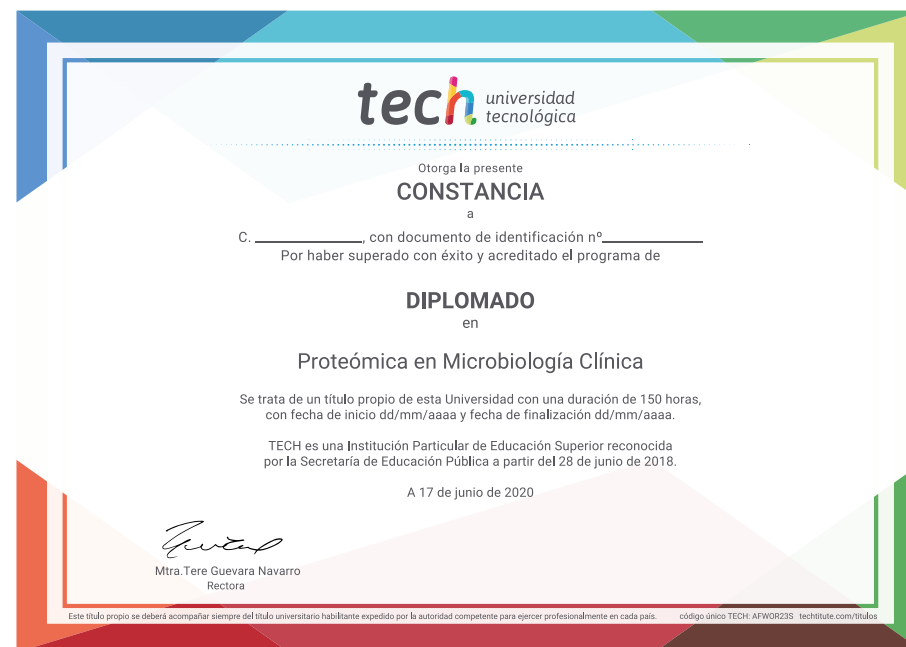 tech universidad
tecnológica
Otorga la presente
CONSTANCIA
a
C. ______________, con documento de identificación nº_____________
Por haber superado con éxito y acreditado el programa de
DIPLOMADO
en
Proteómica en Microbiología Clínica
Se trata de un título propio de esta Universidad con una duración de 150 horas,
con fecha de inicio dd/mm/aaaa y fecha de finalización dd/mm/aaaa.
TECH es una Institución Particular de Educación Superior reconocida
por la Secretaría de Educación Pública a partir del 28 de junio de 2018.
A 17 de junio de 2020
Mtra.Tere Guevara Navarro
Rectora
Este título propio se deberá acompañar siempre del título universitario habilitante expedido por la autoridad competente para ejercer profesionalmente en cada país. código único TECH: AFWOR23S techtitute.com/titulos